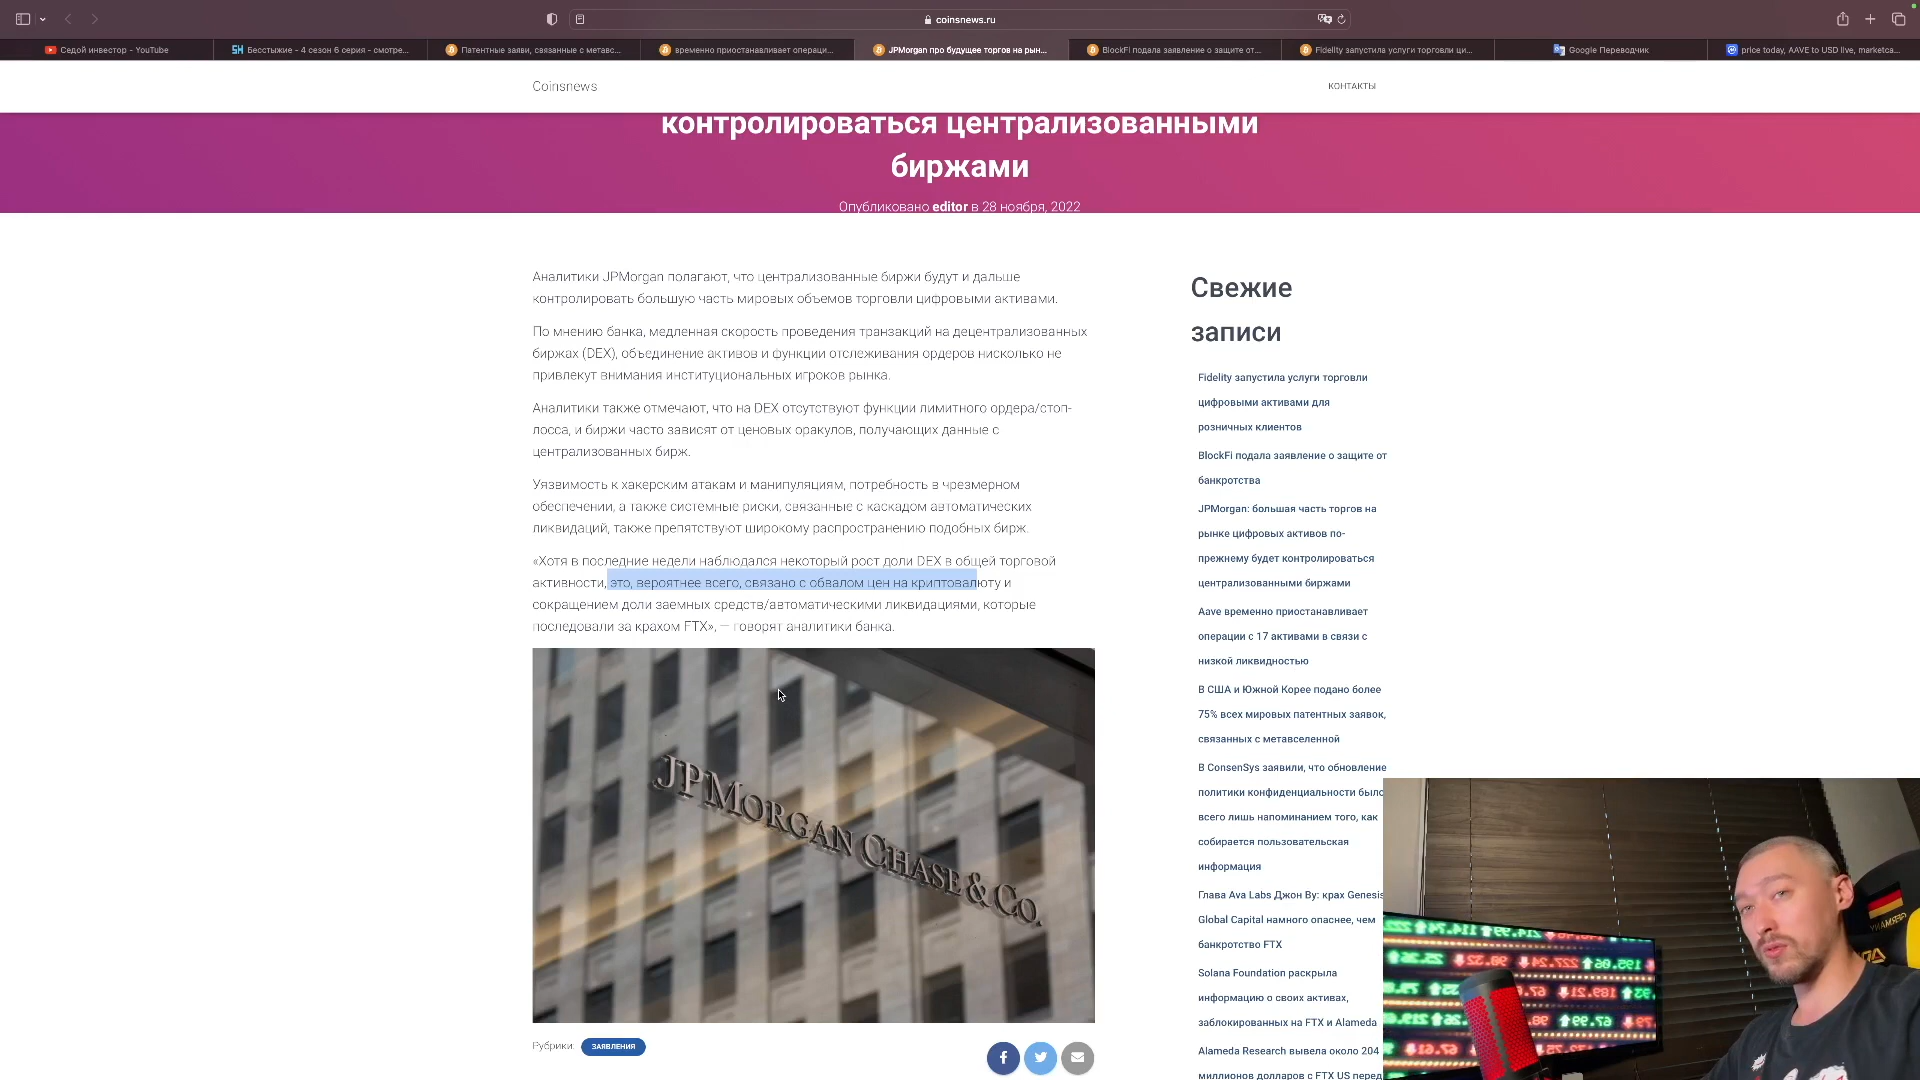 coinsnews.ru
Седой инвестор - YouTube
Бесстыжие - 4 сезон 6 серия - смотре...
Патентные заяви, связанные с метавс...
временно приостанавливает операци...
JPMorgan про будущее торгов на рын...
BlockFi подала заявление о защите от...
Fidelity запустила услуги торговли ци...
Google Переводчик
price today, AAVE to USD live, marketca...
Coinsnews
КОНТАКТЫ
контролироваться централизованными
биржами
Опубликовано editor в 28 ноября, 2022
Аналитики JPMorgan полагают, что централизованные биржи будут и дальше
контролировать большую часть мировых объемов торговли цифровыми активами.
По мнению банка, медленная скорость проведения транзакций на децентрализованных
биржах (DEX), объединение активов и функции отслеживания ордеров нисколько не
привлекут внимания институциональных игроков рынка.
Аналитики также отмечают, что на DEX отсутствуют функции лимитного ордера/стоп-
лосса, и биржи часто зависят от ценовых оракулов, получающих данные с
централизованных бирж.
Уязвимость к хакерским атакам и манипуляциям, потребность в чрезмерном
обеспечении, а также системные риски, связанные с каскадом автоматических
ликвидаций, также препятствуют широкому распространению подобных бирж.
«Хотя в последние недели наблюдался некоторый рост доли DEX в общей торговой
активности, это, вероятнее всего, связано с обвалом цен на криптовалюту и
сокращением доли заемных средств/автоматическими ликвидациями, которые
последовали за крахом FTX», — говорят аналитики банка.
JPMORGAN CHASE & CO.
Рубрики:
ЗАЯВЛЕНИЯ
Свежие
записи
Fidelity запустила услуги торговли
цифровыми активами для
розничных клиентов
BlockFi подала заявление о защите от
банкротства
JPMorgan: большая часть торгов на
рынке цифровых активов по-
прежнему будет контролироваться
централизованными биржами
Aave временно приостанавливает
операции с 17 активами в связи с
низкой ликвидностью
В США и Южной Корее подано более
75% всех мировых патентных заявок,
связанных с метавселенной
В ConsenSys заявили, что обновление
политики конфиденциальности было
всего лишь напоминанием того, как
собирается пользовательская
информация
Глава Ava Labs Джон Ву: крах Genesis
Global Capital намного опаснее, чем
банкротство FTX
Solana Foundation раскрыла
информацию о своих активах,
заблокированных на FTX и Alameda
Alameda Research вывела около 204
миллионов долларов с FTX US перед
GERMANY